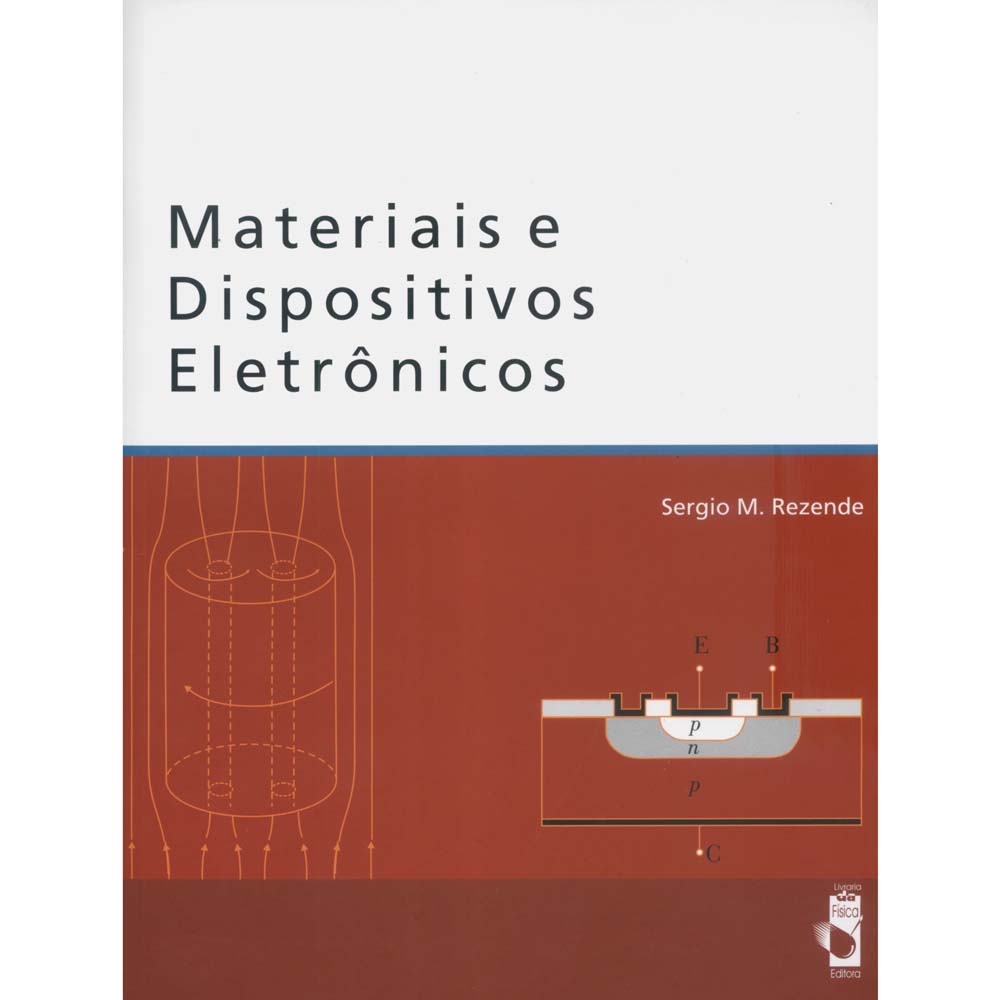 Materiais e
Dispositivos
Eletrônicos
Sergio M. Rezende
E
B
p
n
p
C
Livraria
da
Física
Editora